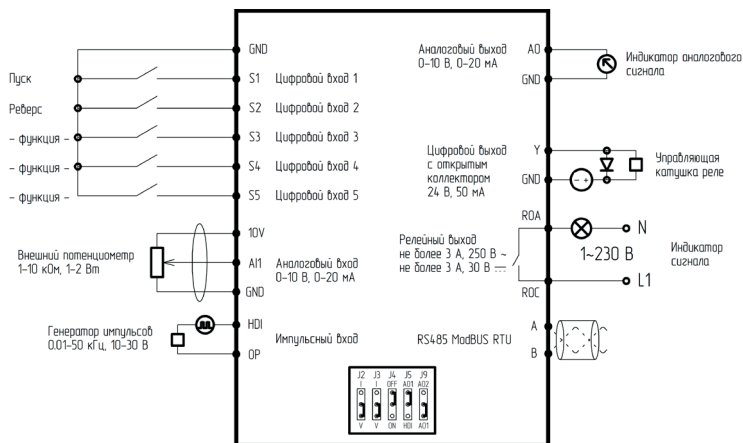 GND
Пуск
S1 Цифровой вход 1
Реверс
S2 Цифровой вход 2
- функция -
S3 Цифровой вход 3
- функция -
S4 Цифровой вход 4
- функция -
S5 Цифровой вход 5
10V
Внешний потенциометр
1-10 кОм, 1-2 Вт
AI1
Аналоговый вход
0-10 В, 0-20 мА
GND
Генератор импульсов
0.01-50 кГц, 10-30 В
HDI
Импульсный вход
OP
Аналоговый выход
0-10 В, 0-20 мА
AO
GND
Индикатор аналогового
сигнала
Цифровой выход
с открытым
коллектором
24 В, 50 мА
Y
GND
- +
Управляющая
катушка реле
ROA
Релейный выход
не более 3 А, 250 В ~
не более 3 А, 30 В ⎓
ROC
N
1~230 В
L1
Индикатор
сигнала
RS485 ModBUS RTU
A
B
J2 J3 J4 J5 J9
I I OFF AO1 AO2
V V ON HDI AO1